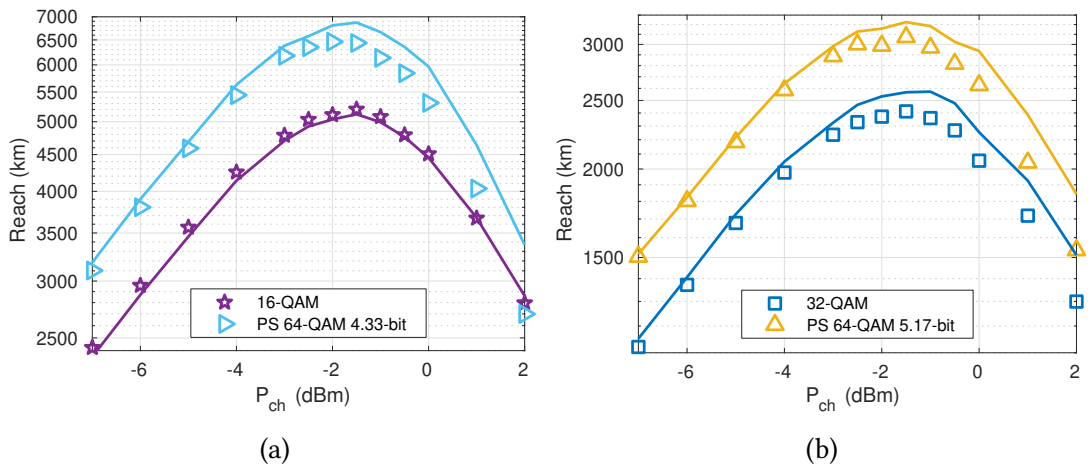 7000
6500
6000
5500
5000
4500
4000
3500
3000
2500
Reach (km)
-6
-4
-2
0
2
P_ch (dBm)
16-QAM
PS 64-QAM 4.33-bit
(a)
3000
2500
2000
1500
Reach (km)
-6
-4
-2
0
2
P_ch (dBm)
32-QAM
PS 64-QAM 5.17-bit
(b)